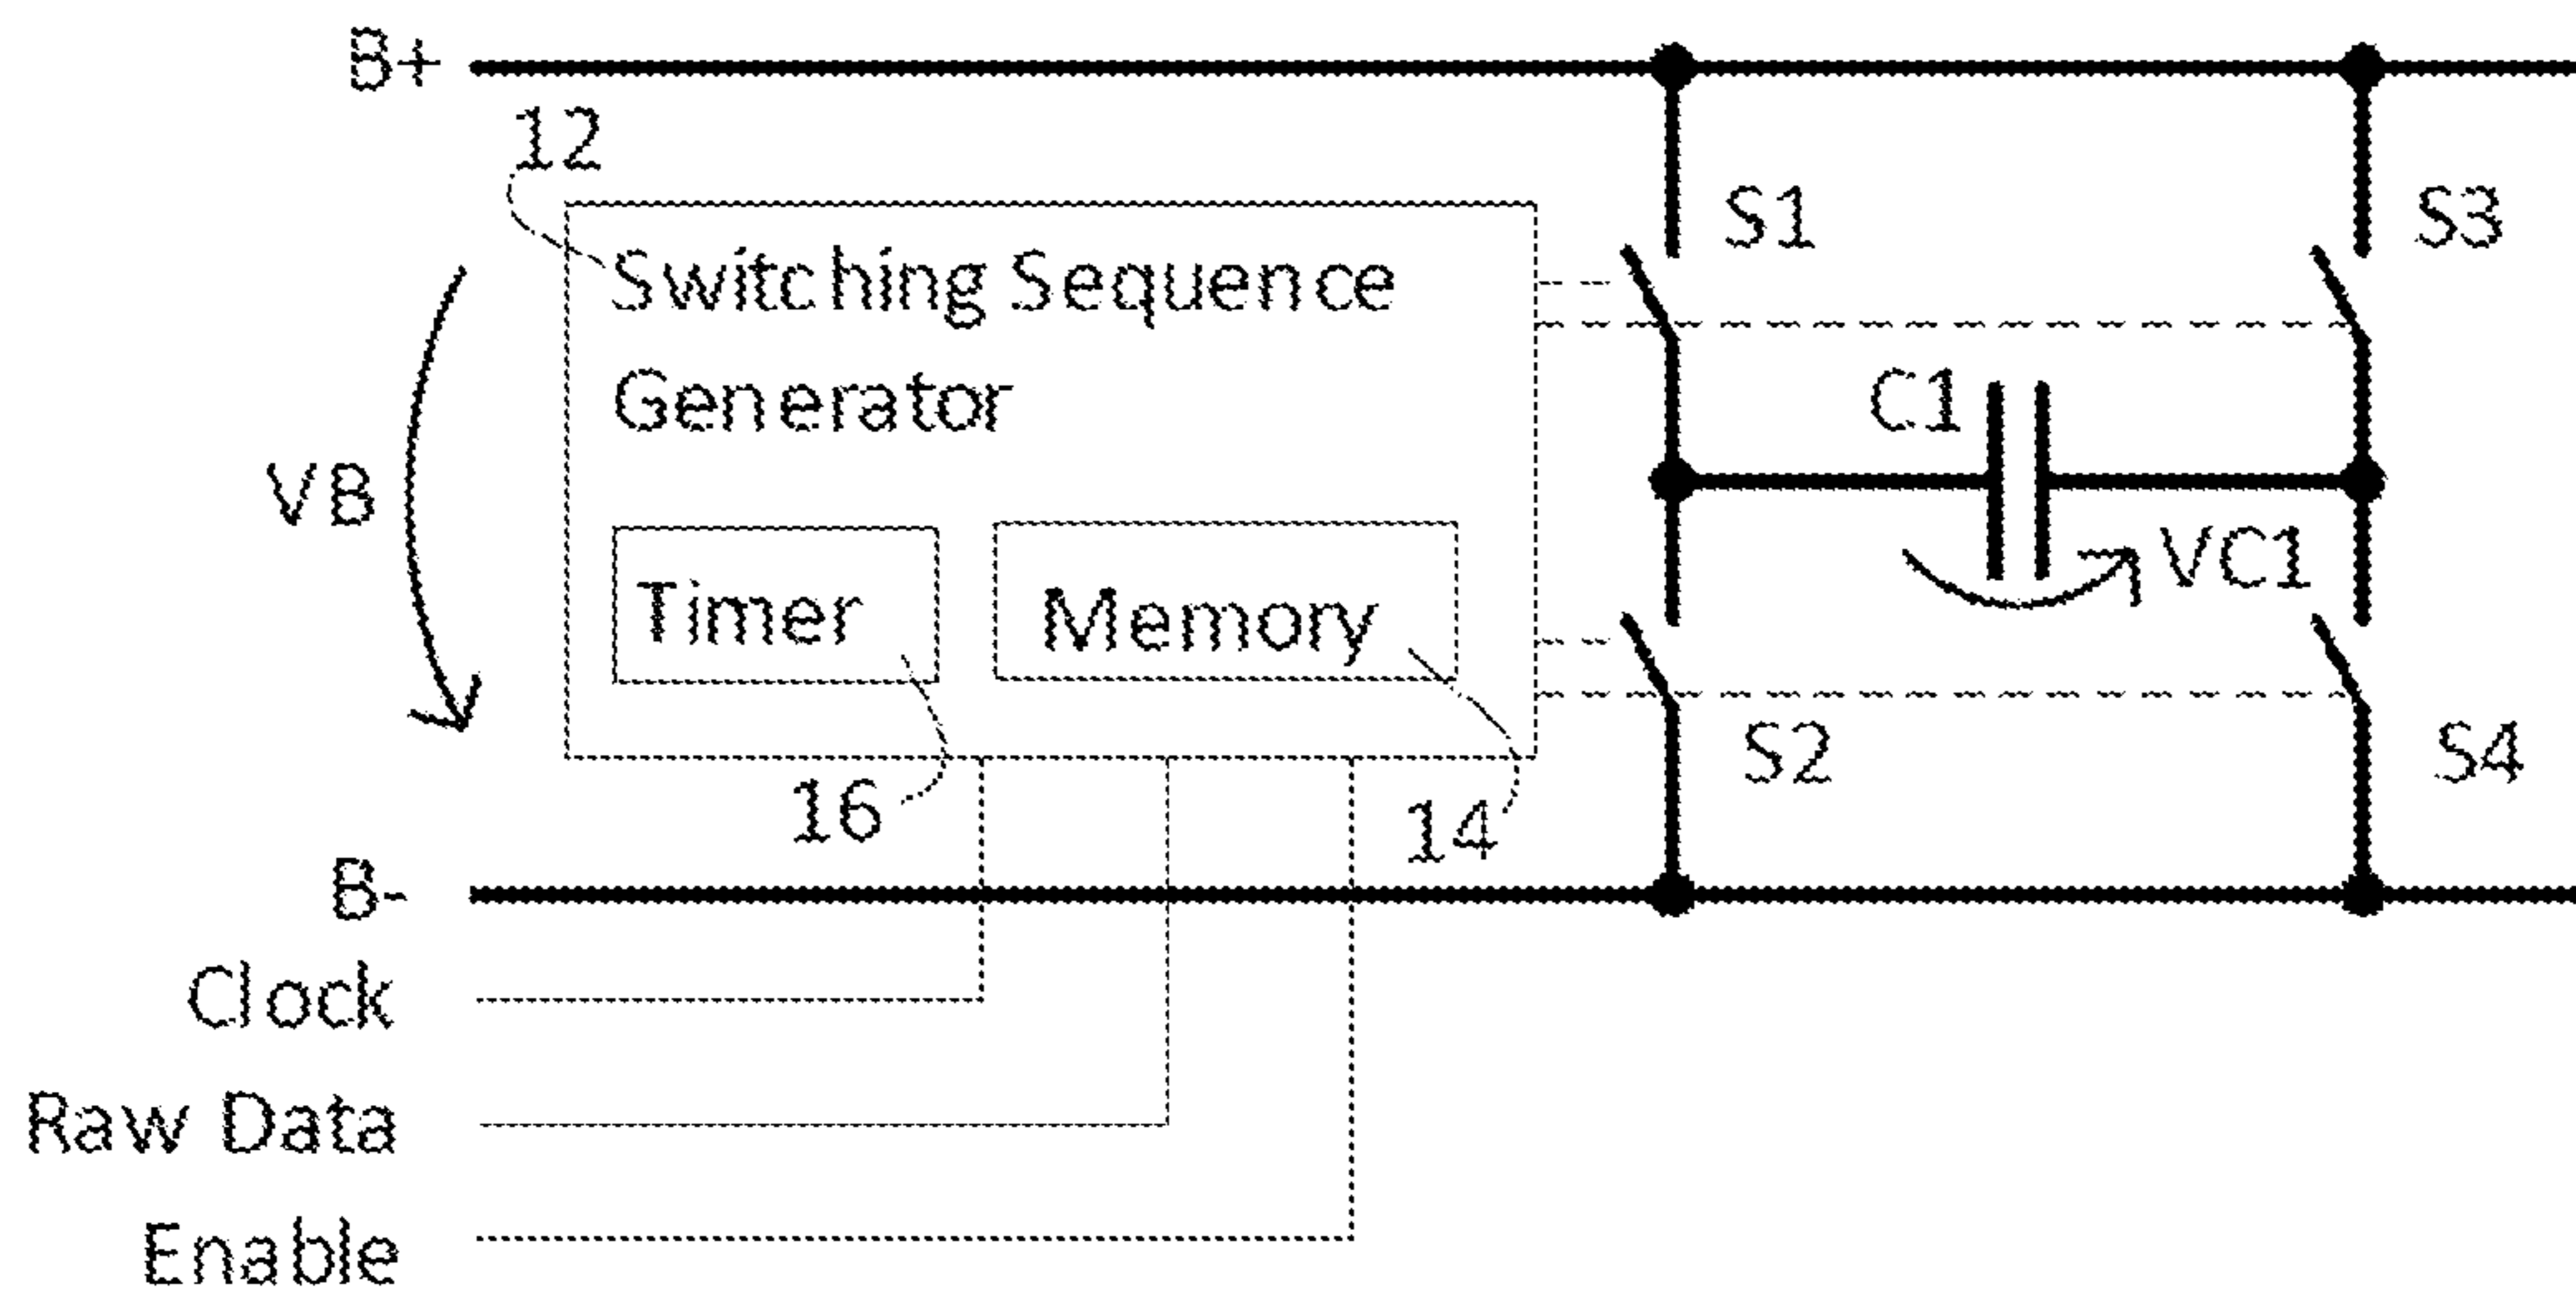 B+
12
S1
S3
Switching Sequence
Generator
C1
VB
VC1
Timer
Memory
S2
S4
16
14
B-
Clock
Raw Data
Enable